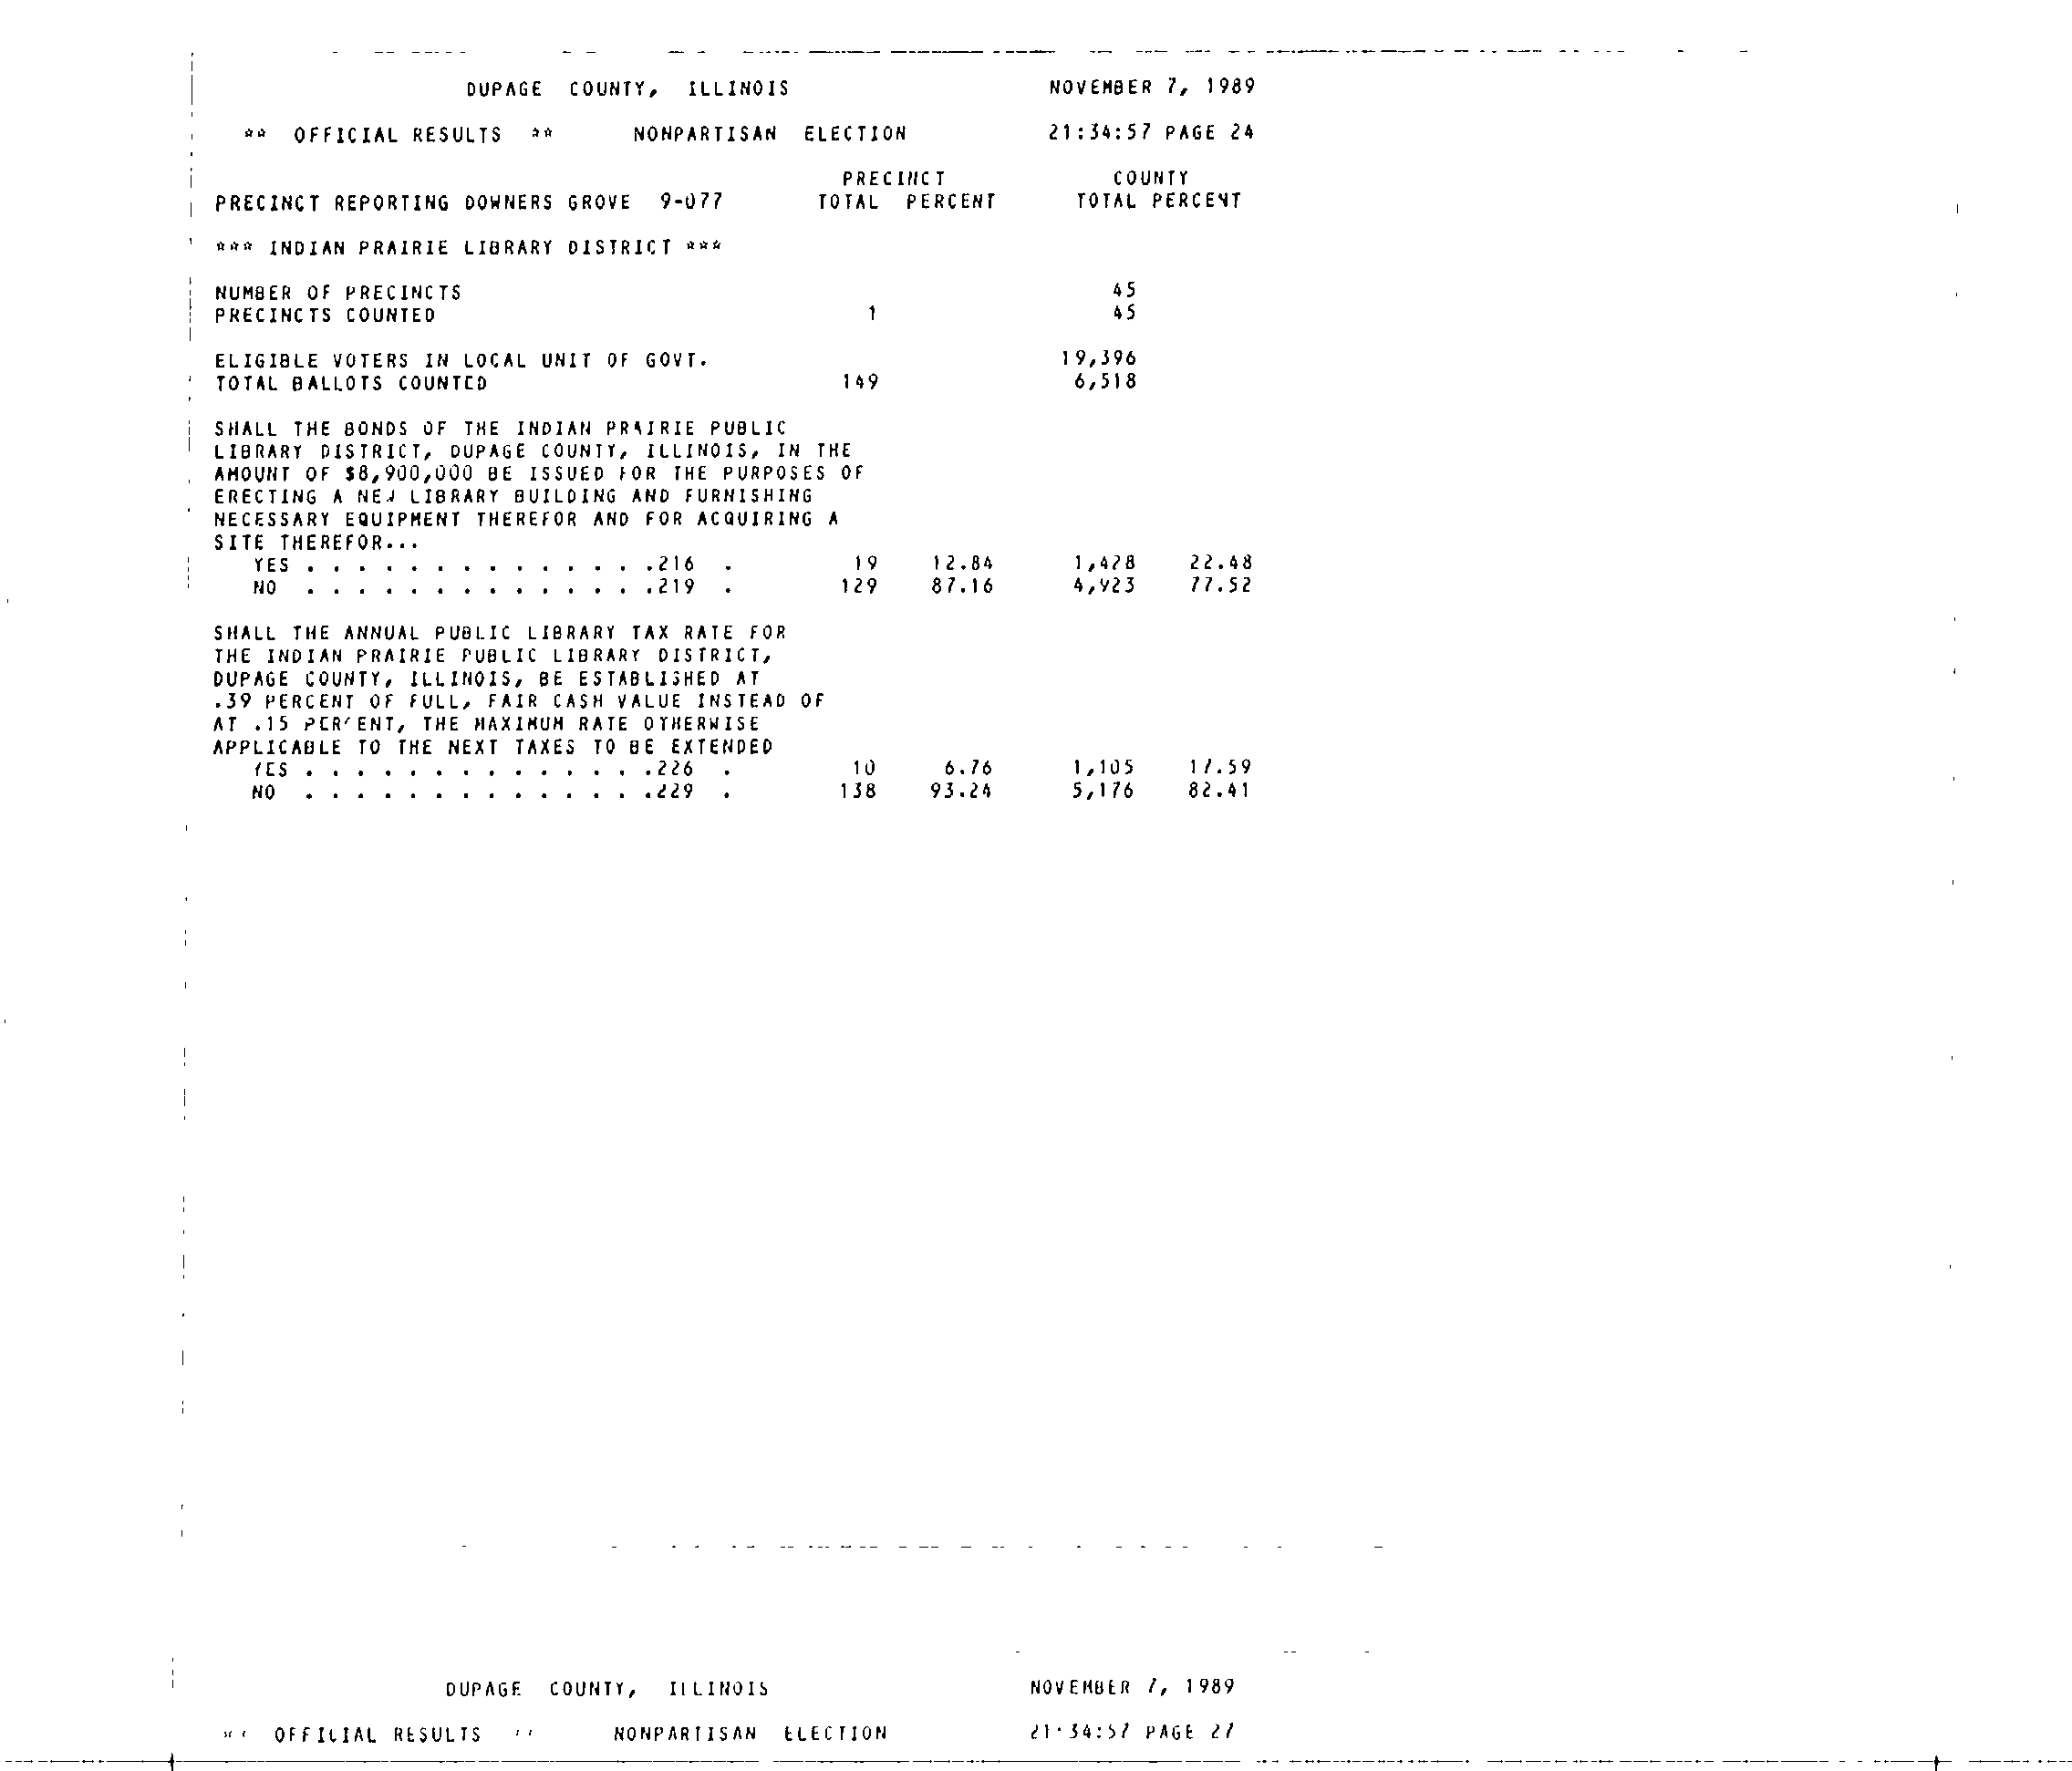 DUPAGE COUNTY, ILLINOIS NOVEMBER 7, 1989
** OFFICIAL RESULTS ** NONPARTISAN ELECTION 21:34:57 PAGE 24
PRECINCT COUNTY
PRECINCT REPORTING DOWNERS GROVE 9-077 TOTAL PERCENT TOTAL PERCENT
*** INDIAN PRAIRIE LIBRARY DISTRICT ***
NUMBER OF PRECINCTS 45
PRECINCTS COUNTED 1 45
ELIGIBLE VOTERS IN LOCAL UNIT OF GOVT. 19,396
TOTAL BALLOTS COUNTED 149 6,518
SHALL THE BONDS OF THE INDIAN PRAIRIE PUBLIC
LIBRARY DISTRICT, DUPAGE COUNTY, ILLINOIS, IN THE
AMOUNT OF $8,900,000 BE ISSUED FOR THE PURPOSES OF
ERECTING A NEW LIBRARY BUILDING AND FURNISHING
NECESSARY EQUIPMENT THEREFOR AND FOR ACQUIRING A
SITE THEREFOR...
YES . . . . . . . . . . . . . .216 . 19 12.84 1,428 22.48
NO . . . . . . . . . . . . . .219 . 129 87.16 4,923 77.52
SHALL THE ANNUAL PUBLIC LIBRARY TAX RATE FOR
THE INDIAN PRAIRIE PUBLIC LIBRARY DISTRICT,
DUPAGE COUNTY, ILLINOIS, BE ESTABLISHED AT
.39 PERCENT OF FULL, FAIR CASH VALUE INSTEAD OF
AT .15 PERCENT, THE MAXIMUM RATE OTHERWISE
APPLICABLE TO THE NEXT TAXES TO BE EXTENDED
YES . . . . . . . . . . . . . .226 . 10 6.76 1,105 17.59
NO . . . . . . . . . . . . . .229 . 138 93.24 5,176 82.41
DUPAGE COUNTY, ILLINOIS NOVEMBER 7, 1989
** OFFICIAL RESULTS ** NONPARTISAN ELECTION 21:34:57 PAGE 27